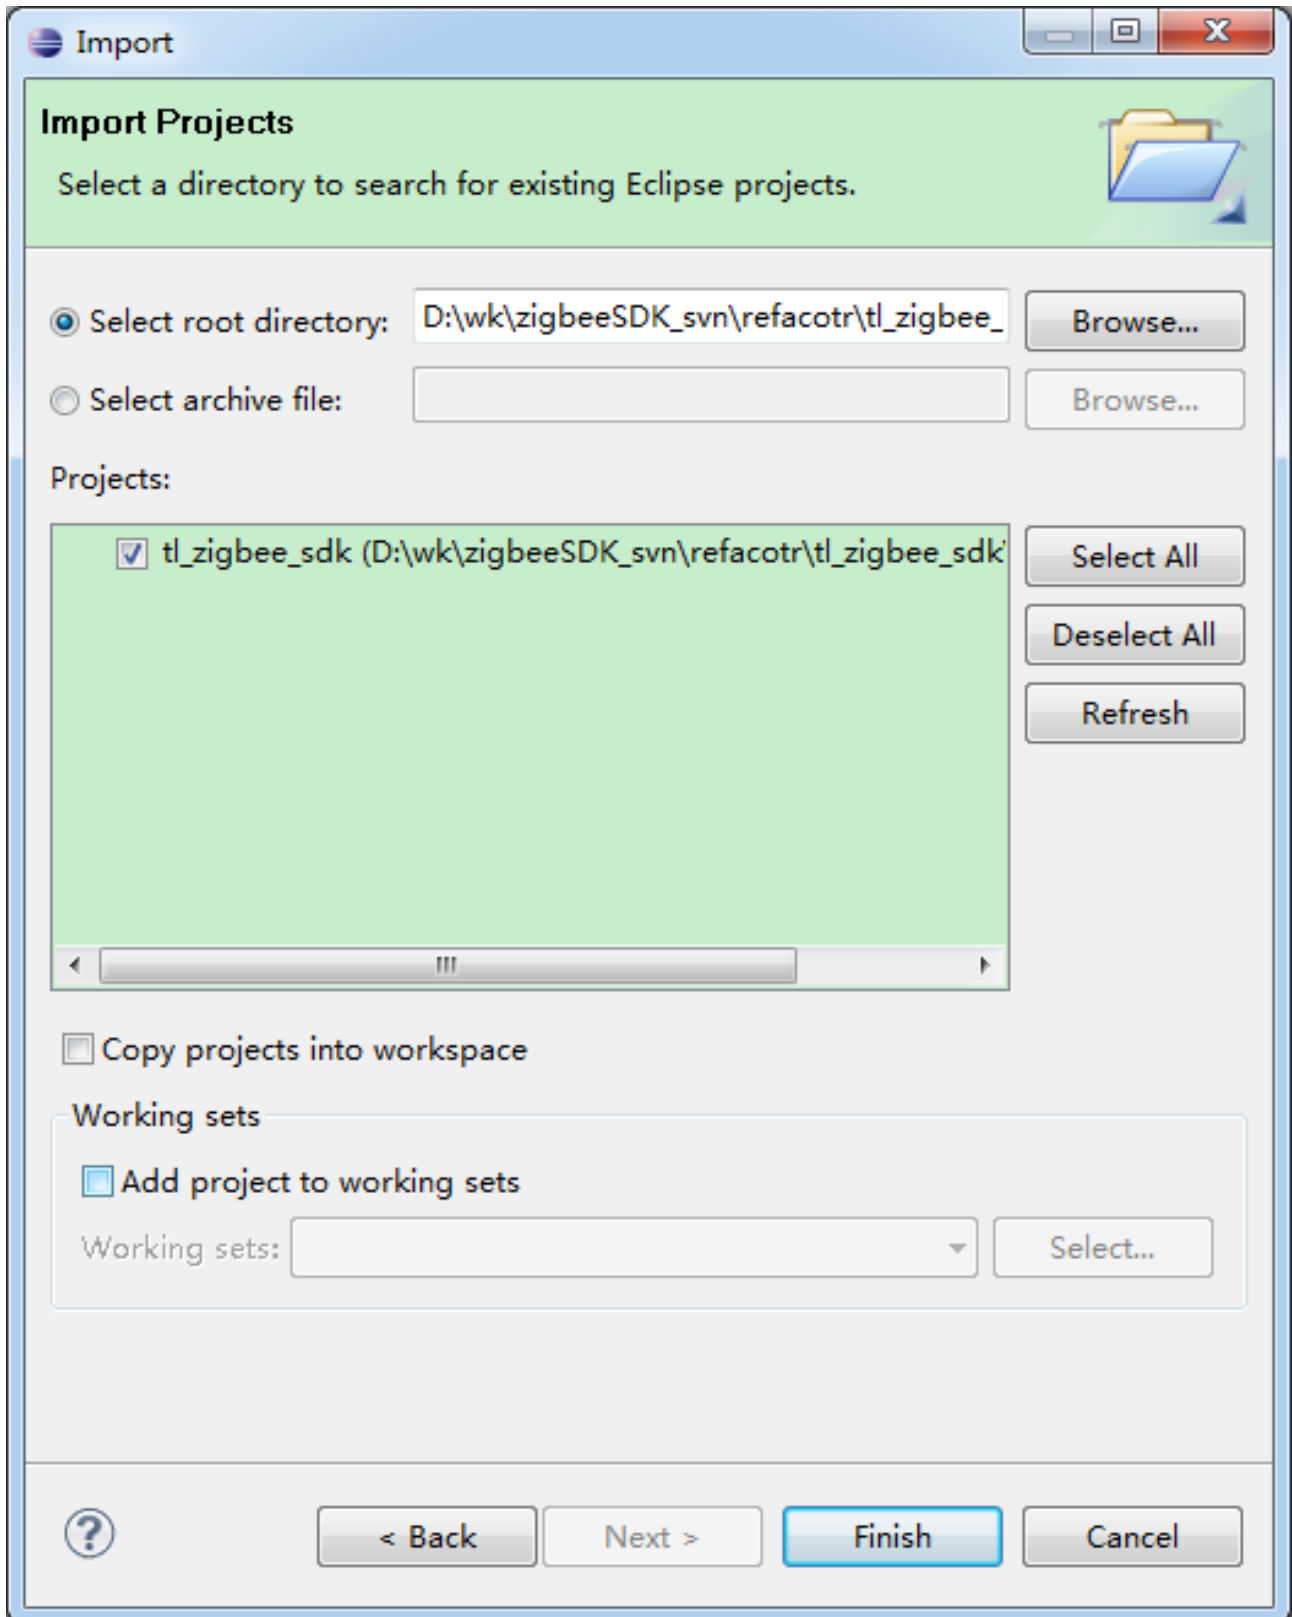 Import
Import Projects
Select a directory to search for existing Eclipse projects.
Select root directory: D:\wk\zigbeeSDK_svn\refacotr\tl_zigbee_ Browse...
Select archive file: Browse...
Projects:
tl_zigbee_sdk (D:\wk\zigbeeSDK_svn\refacotr\tl_zigbee_sdk\ Select All
Deselect All
Refresh
Copy projects into workspace
Working sets
Add project to working sets
Working sets: Select...
< Back Next > Finish Cancel